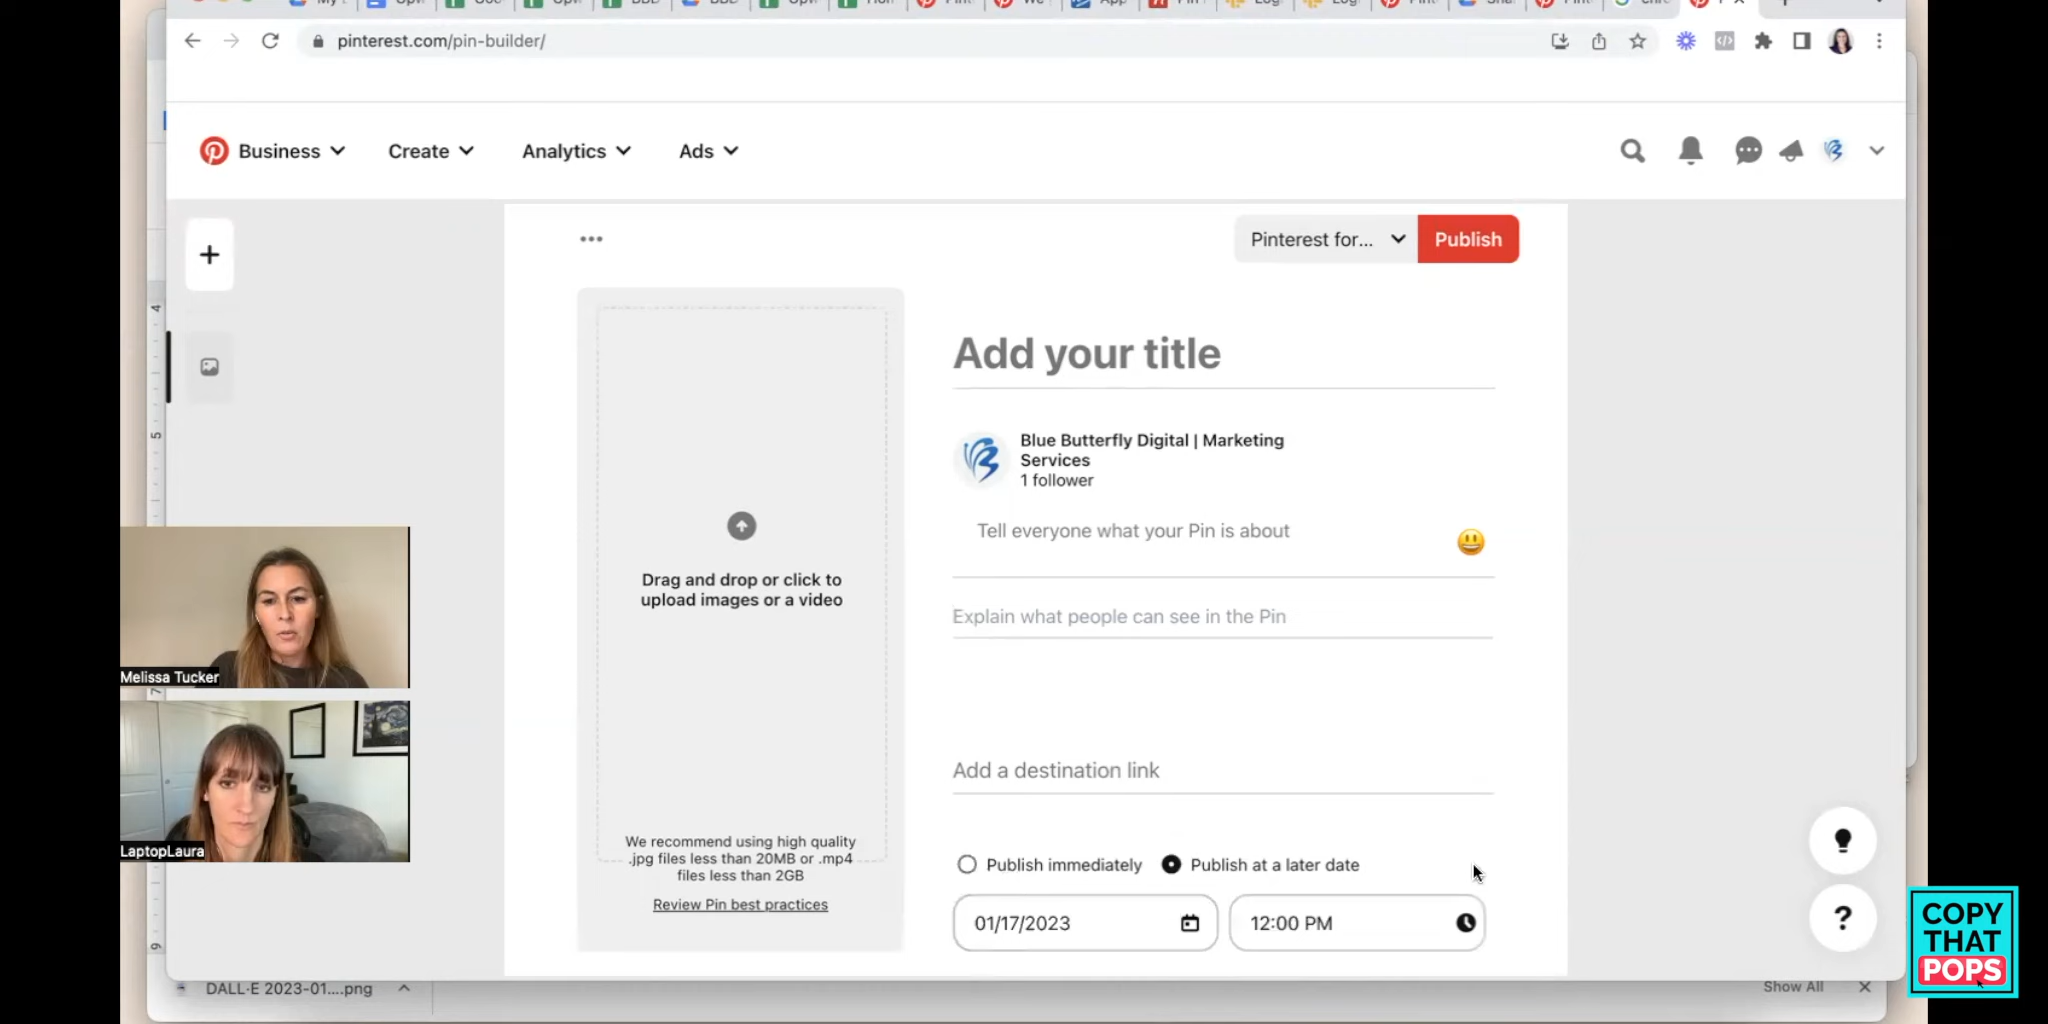 pinterest.com/pin-builder/
Business
Create
Analytics
Ads
Pinterest for...
Publish
Add your title
Blue Butterfly Digital | Marketing
Services
1 follower
Tell everyone what your Pin is about
Explain what people can see in the Pin
Drag and drop or click to
upload images or a video
Add a destination link
We recommend using high quality
.jpg files less than 20MB or .mp4
files less than 2GB
Review Pin best practices
Publish immediately
Publish at a later date
01/17/2023
12:00 PM
?
4
5
9
Melissa Tucker
LaptopLaura
DALL·E 2023-01....png
Show All
COPY
THAT
POPS